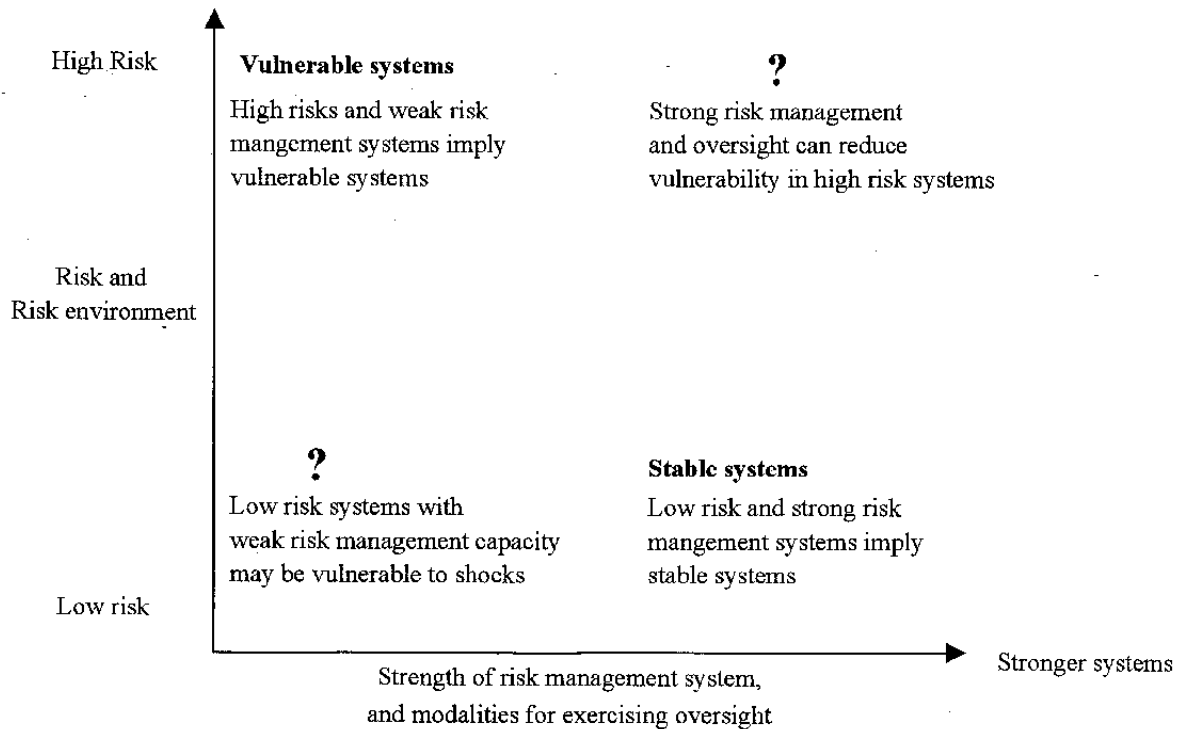 High Risk
Vulnerable systems
High risks and weak risk
mangement systems imply
vulnerable systems
?
Strong risk management
and oversight can reduce
vulnerability in high risk systems
Risk and
Risk environment
?
Low risk systems with
weak risk management capacity
may be vulnerable to shocks
Stable systems
Low risk and strong risk
mangement systems imply
stable systems
Low risk
Stronger systems
Strength of risk management system,
and modalities for exercising oversight